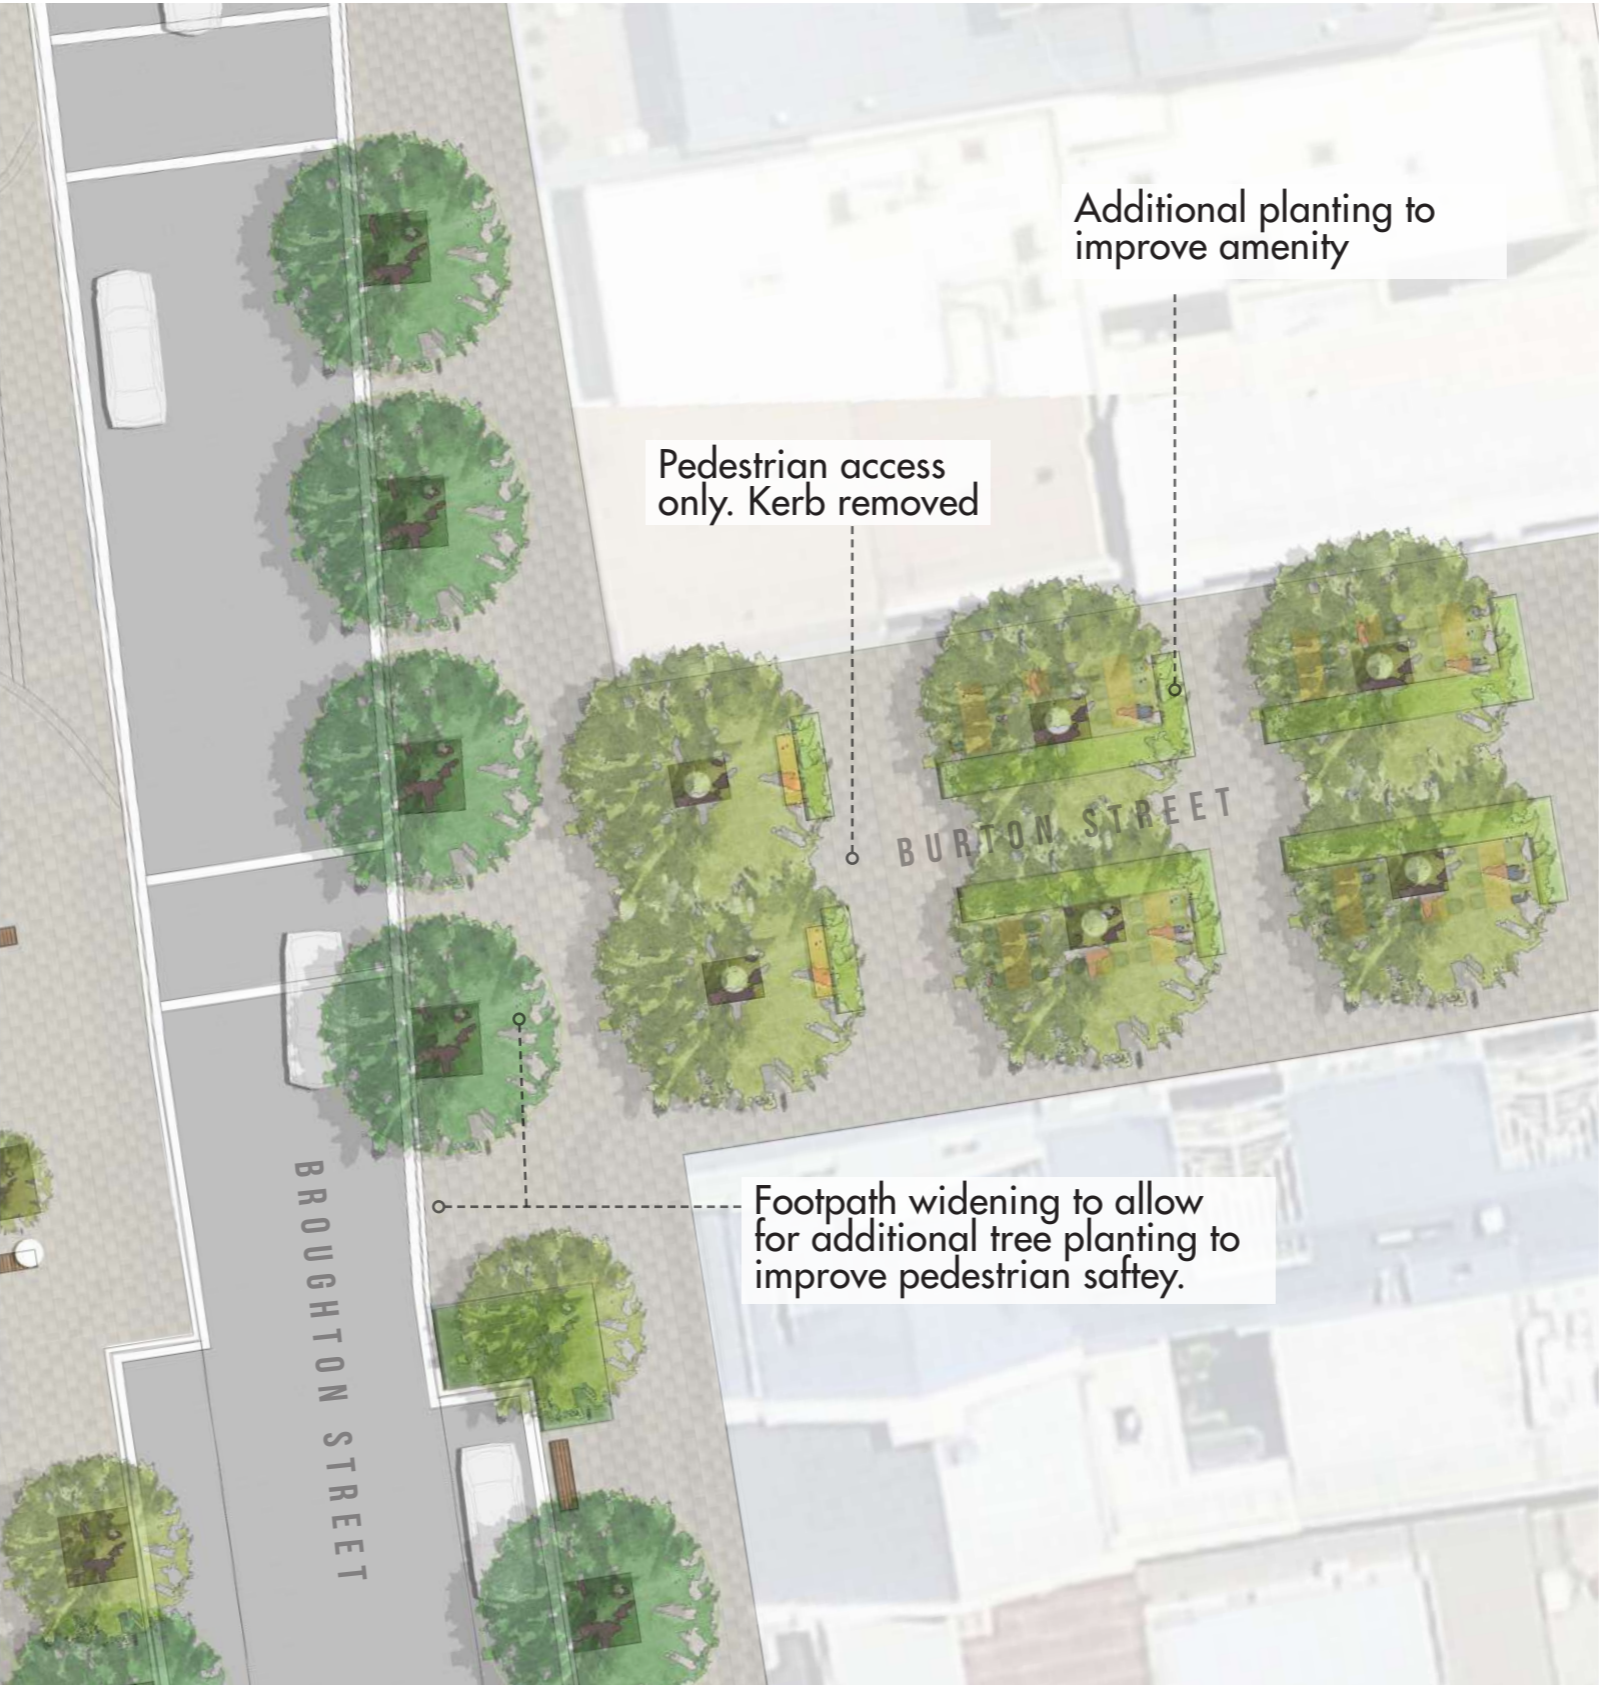 Additional planting to
improve amenity
Pedestrian access
only. Kerb removed
BURTON STREET
Footpath widening to allow
for additional tree planting to
improve pedestrian saftey.
BROUGHTON STREET